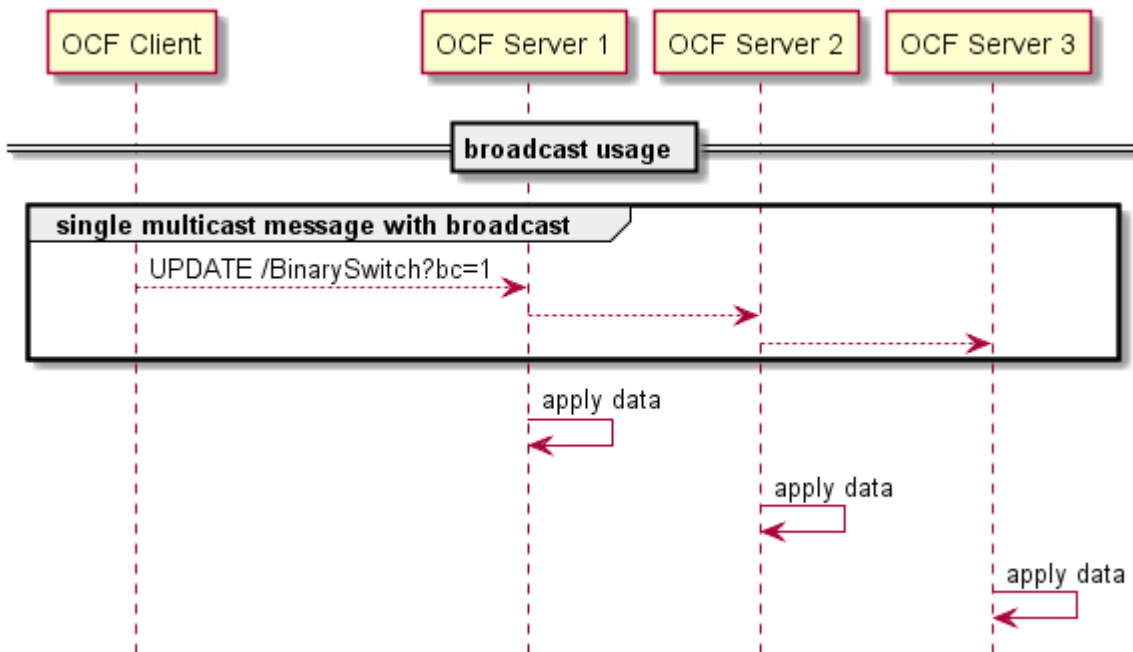 OCF Client
OCF Server 1
OCF Server 2
OCF Server 3
broadcast usage
single multicast message with broadcast
UPDATE /BinarySwitch?bc=1
apply data
apply data
apply data